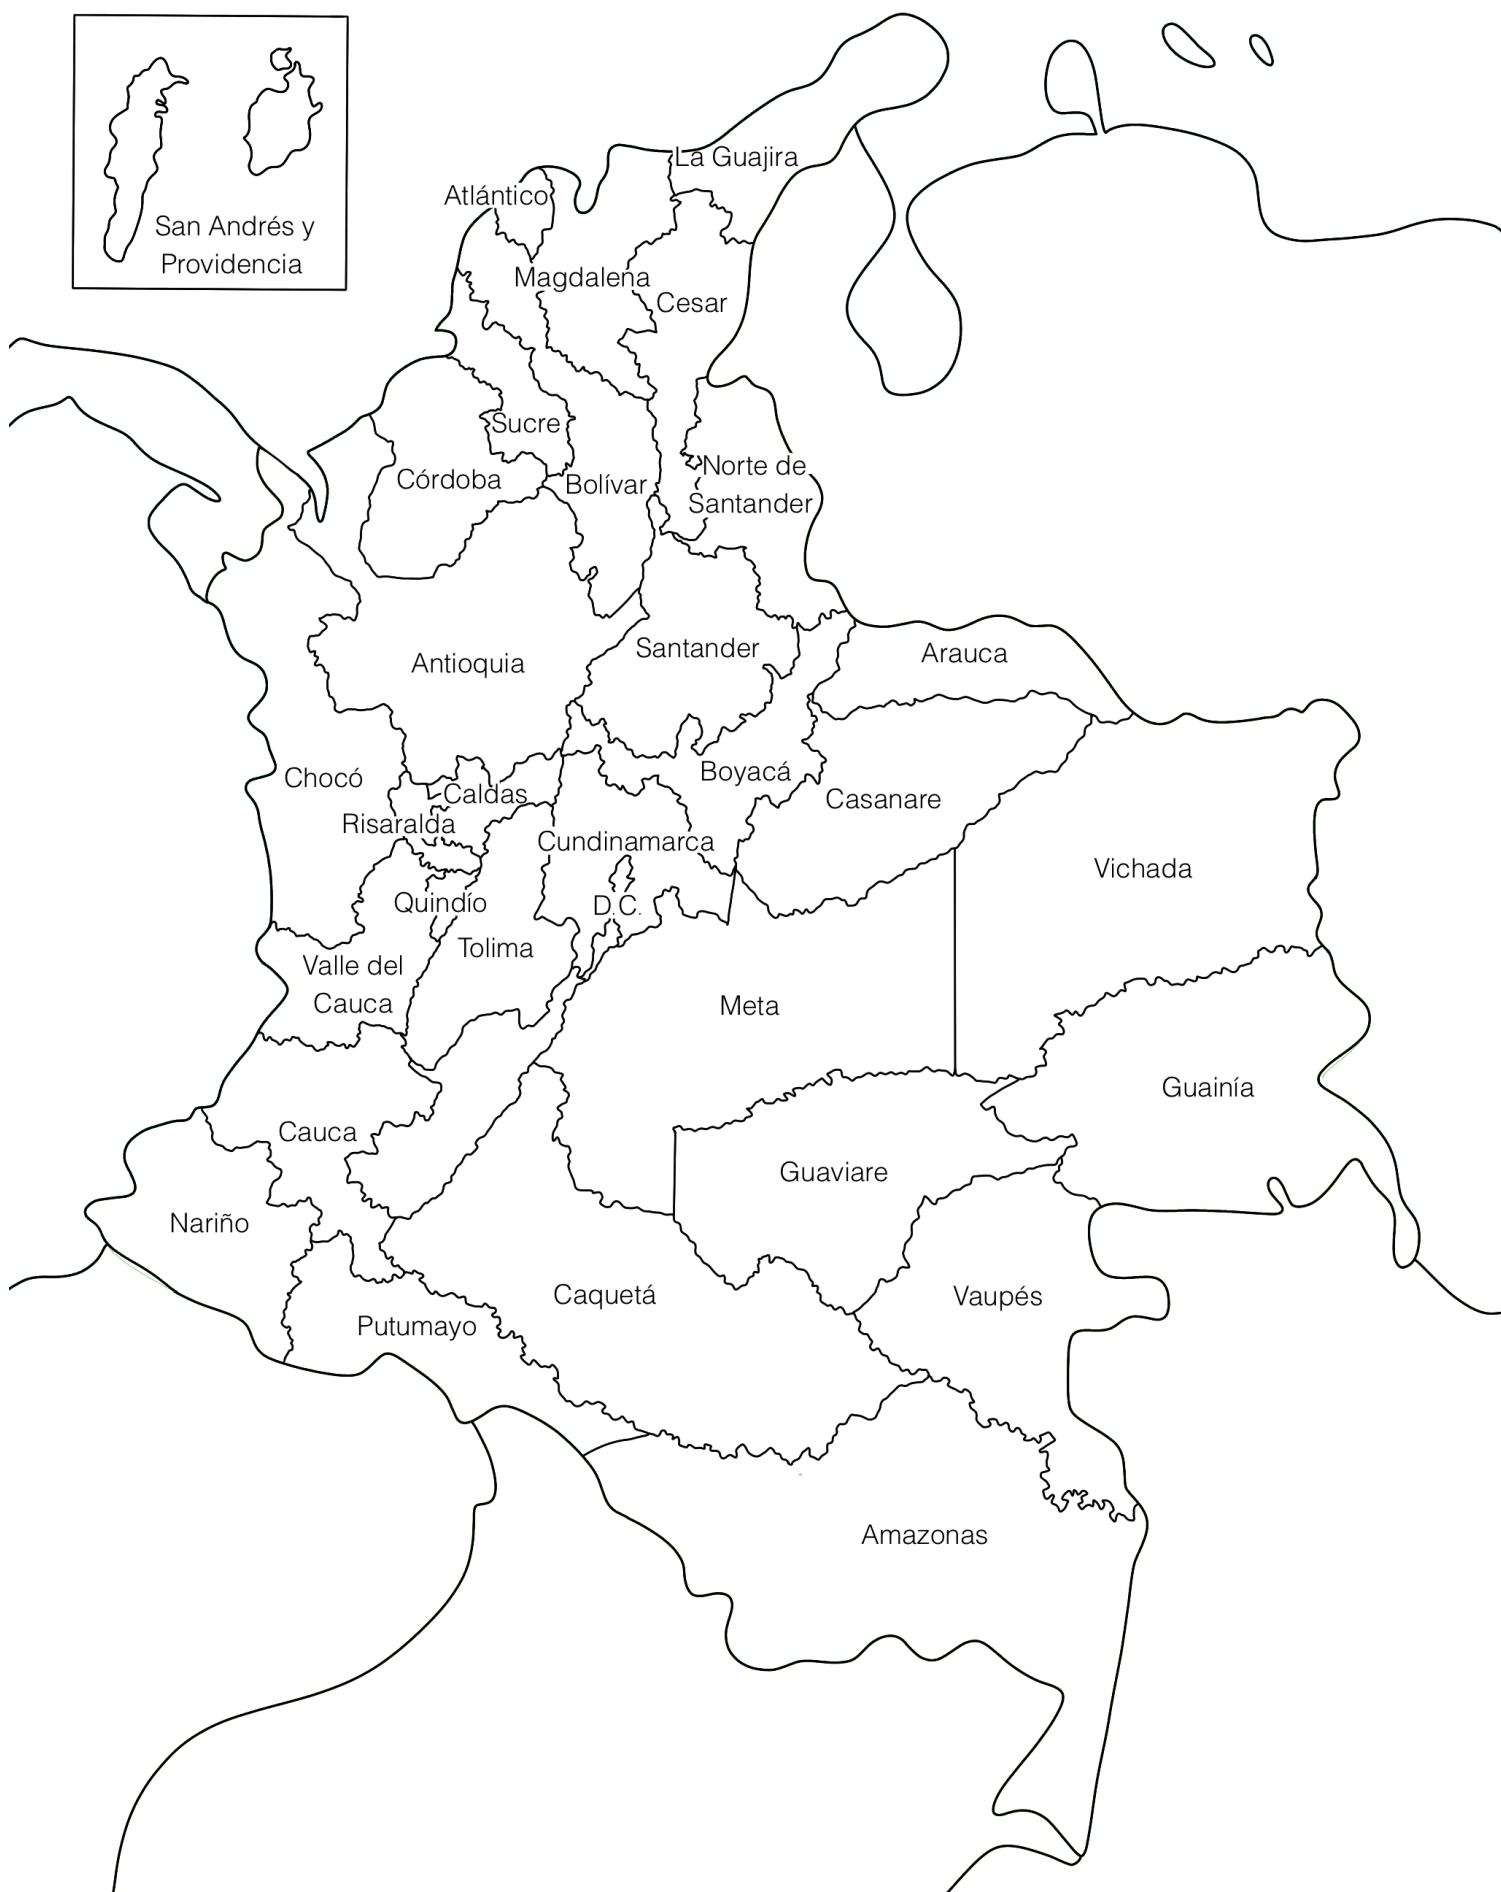 San Andrés y
Providencia
La Guajira
Atlántico
Magdalena
Cesar
Sucre
Norte de
Santander
Córdoba
Bolívar
Santander
Arauca
Antioquia
Boyacá
Chocó
Caldas
Casanare
Risaralda
Cundinamarca
Vichada
Quindío
D.C.
Tolima
Valle del
Cauca
Meta
Guainía
Cauca
Guaviare
Nariño
Caquetá
Vaupés
Putumayo
Amazonas